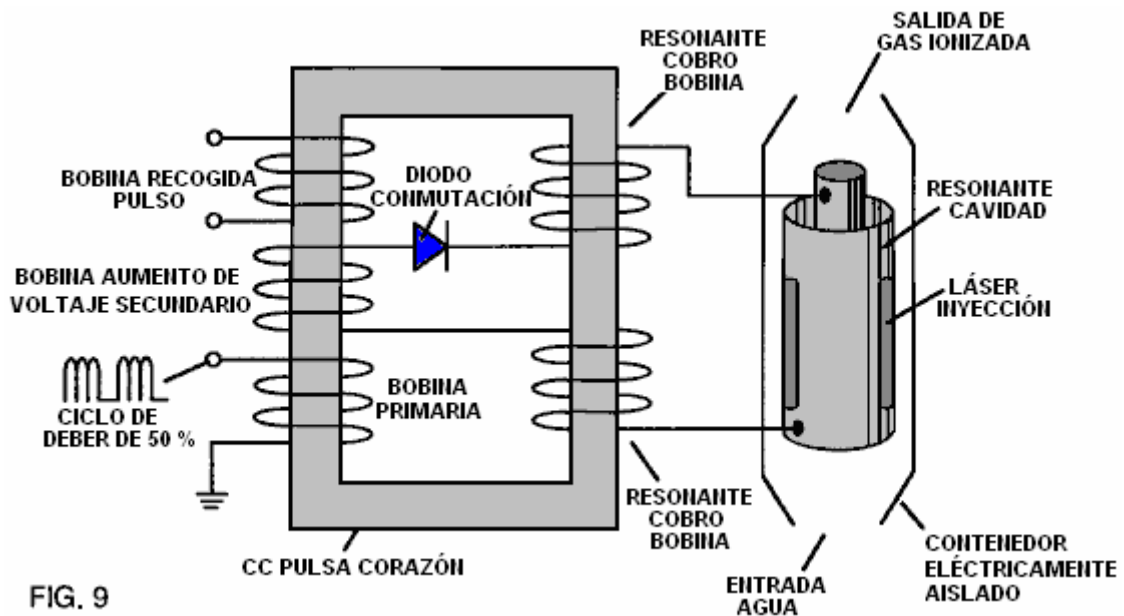 SALIDA DE
GAS IONIZADA
RESONANTE
COBRO
BOBINA
BOBINA RECOGIDA
PULSO
DIODO
CONMUTACIÓN
RESONANTE
CAVIDAD
BOBINA AUMENTO DE
VOLTAJE SECUNDARIO
LÁSER
INYECCIÓN
CICLO DE
DEBER DE 50 %
BOBINA
PRIMARIA
RESONANTE
COBRO
BOBINA
CC PULSA CORAZÓN
ENTRADA
AGUA
CONTENEDOR
ELÉCTRICAMENTE
AISLADO
FIG. 9